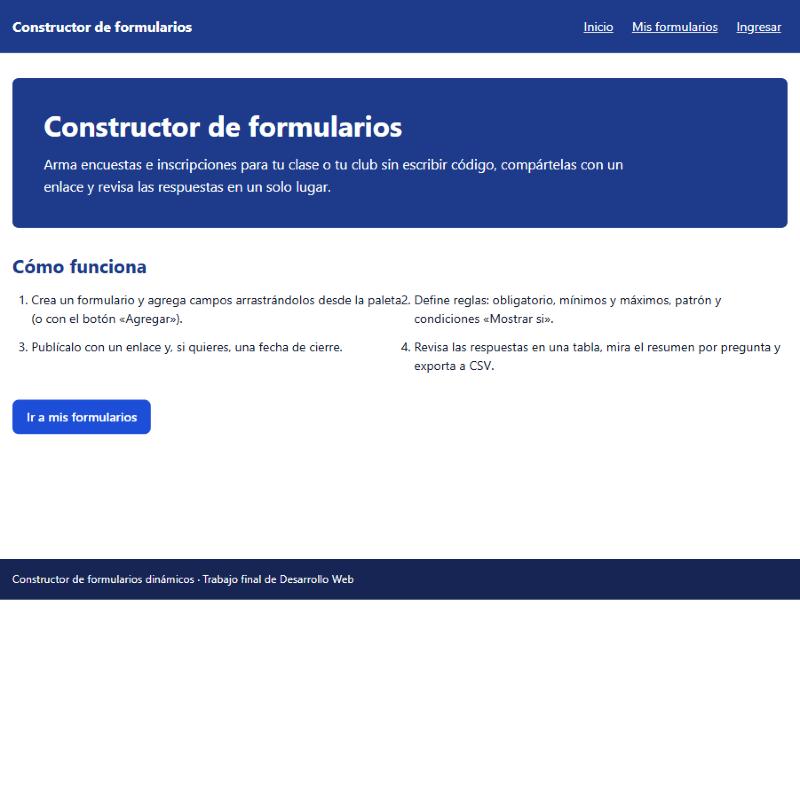 Constructor de formularios
Inicio Mis formularios Ingresar
Constructor de formularios
Arma encuestas e inscripciones para tu clase o tu club sin escribir código, compártelas con un
enlace y revisa las respuestas en un solo lugar.
Cómo funciona
1. Crea un formulario y agrega campos arrastrándolos desde la paleta
(o con el botón «Agregar»).
2. Define reglas: obligatorio, mínimos y máximos, patrón y
condiciones «Mostrar si».
3. Publícalo con un enlace y, si quieres, una fecha de cierre.
4. Revisa las respuestas en una tabla, mira el resumen por pregunta y
exporta a CSV.
Ir a mis formularios
Constructor de formularios dinámicos · Trabajo final de Desarrollo Web